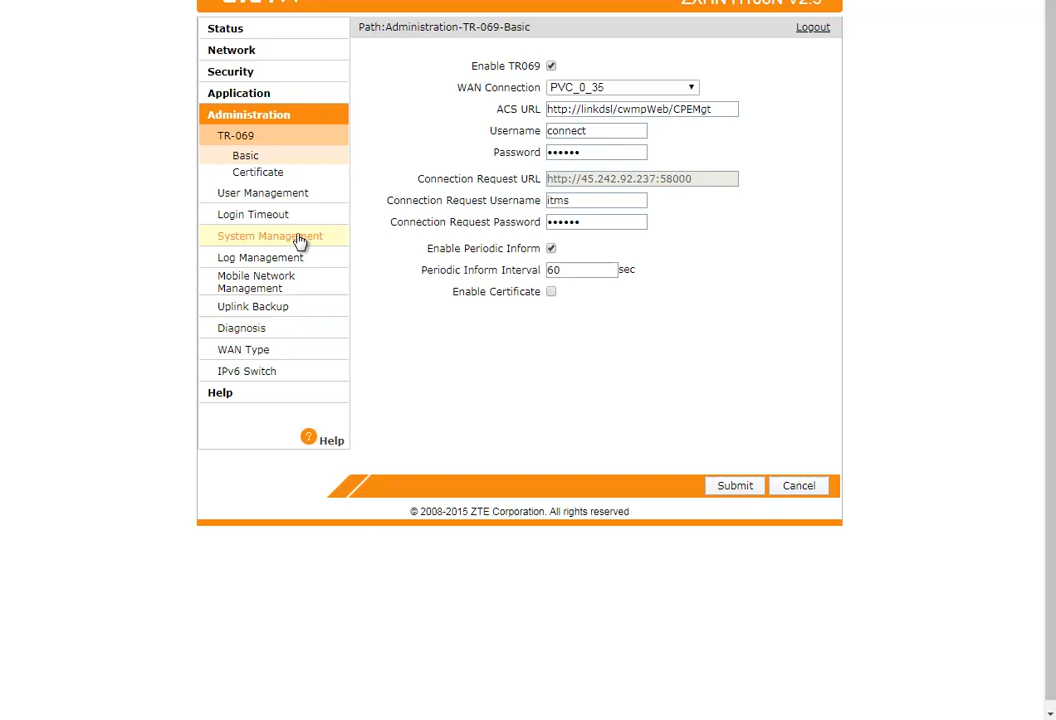 Status
Network
Security
Application
Administration
TR-069
Basic
Certificate
User Management
Login Timeout
System Management
Log Management
Mobile Network
Management
Uplink Backup
Diagnosis
WAN Type
IPv6 Switch
Help
? Help
Path:Administration-TR-069-Basic Logout
Enable TR069
WAN Connection PVC_0_35
ACS URL http://linkdsl/cwmpWeb/CPEMgt
Username connect
Password ••••••
Connection Request URL http://45.242.92.237:58000
Connection Request Username itms
Connection Request Password ••••••
Enable Periodic Inform
Periodic Inform Interval 60 sec
Enable Certificate
Submit Cancel
© 2008-2015 ZTE Corporation. All rights reserved